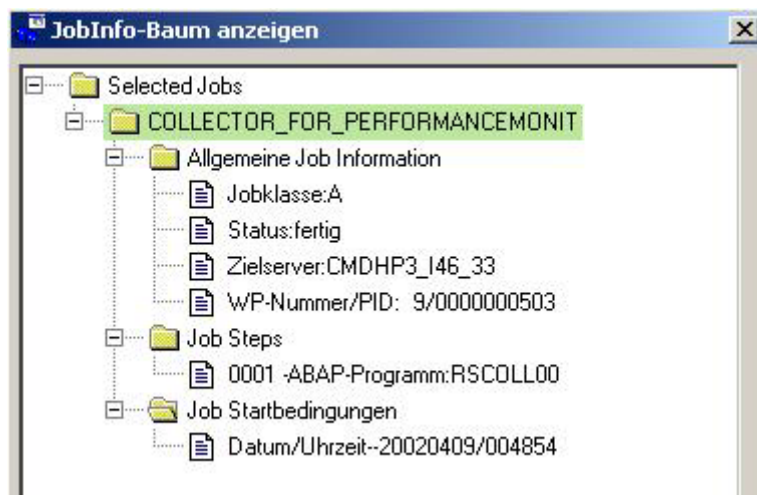 JobInfo-Baum anzeigen
Selected Jobs
COLLECTOR_FOR_PERFORMANCEMONIT
Allgemeine Job Information
Jobklasse:A
Status:fertig
Zielserver:CMDHP3_I46_33
WP-Nummer/PID: 9/0000000503
Job Steps
0001 -ABAP-Programm:RSCOLL00
Job Startbedingungen
Datum/Uhrzeit--20020409/004854